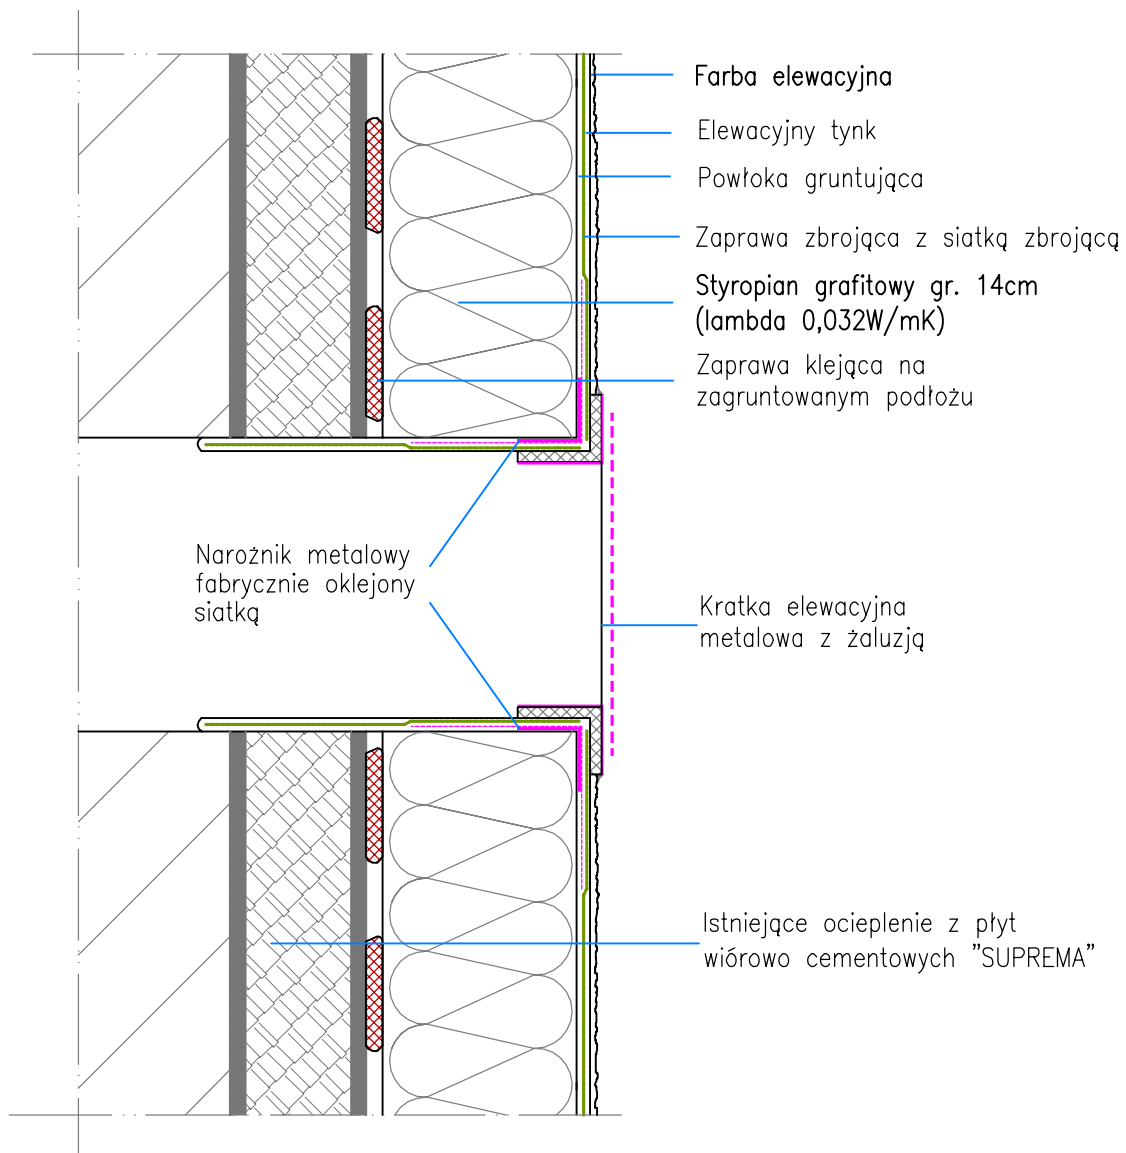 Farba elewacyjna
Elewacyjny tynk
Powłoka gruntująca
Zaprawa zbrojąca z siatką zbrojącą
Styropian grafitowy gr. 14cm
(lambda 0,032W/mK)
Zaprawa klejąca na
zagruntowanym podłożu
Narożnik metalowy
fabrycznie oklejony
siatką
Kratka elewacyjna
metalowa z żaluzją
Istniejące ocieplenie z płyt
wiórowo cementowych "SUPREMA"